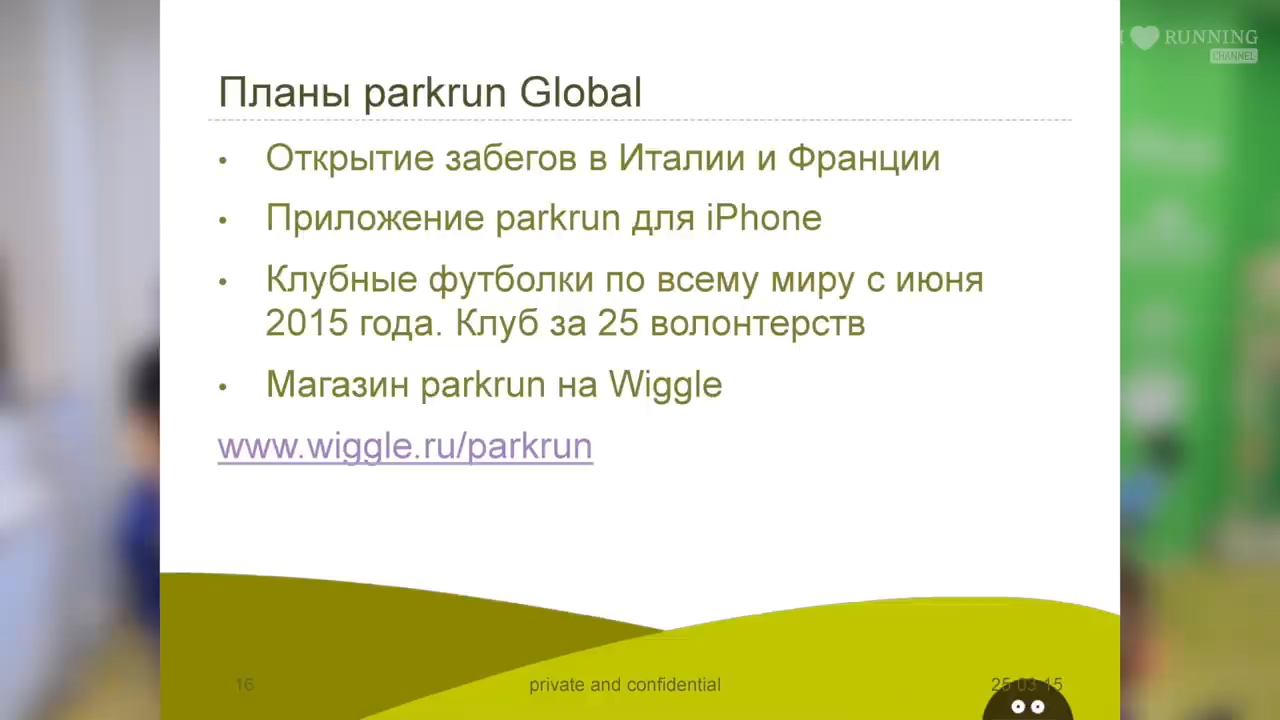 I ❤ RUNNING
CHANNEL
Планы parkrun Global
• Открытие забегов в Италии и Франции
• Приложение parkrun для iPhone
• Клубные футболки по всему миру с июня
2015 года. Клуб за 25 волонтерств
• Магазин parkrun на Wiggle
www.wiggle.ru/parkrun
16 private and confidential 25 03 15